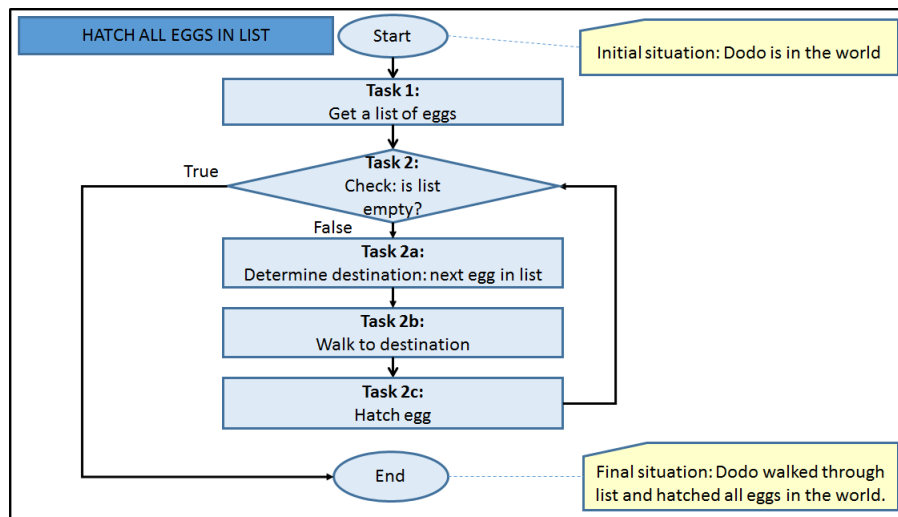 HATCH ALL EGGS IN LIST
Start
Initial situation: Dodo is in the world
Task 1:
Get a list of eggs
True
Task 2:
Check: is list
empty?
False
Task 2a:
Determine destination: next egg in list
Task 2b:
Walk to destination
Task 2c:
Hatch egg
End
Final situation: Dodo walked through
list and hatched all eggs in the world.